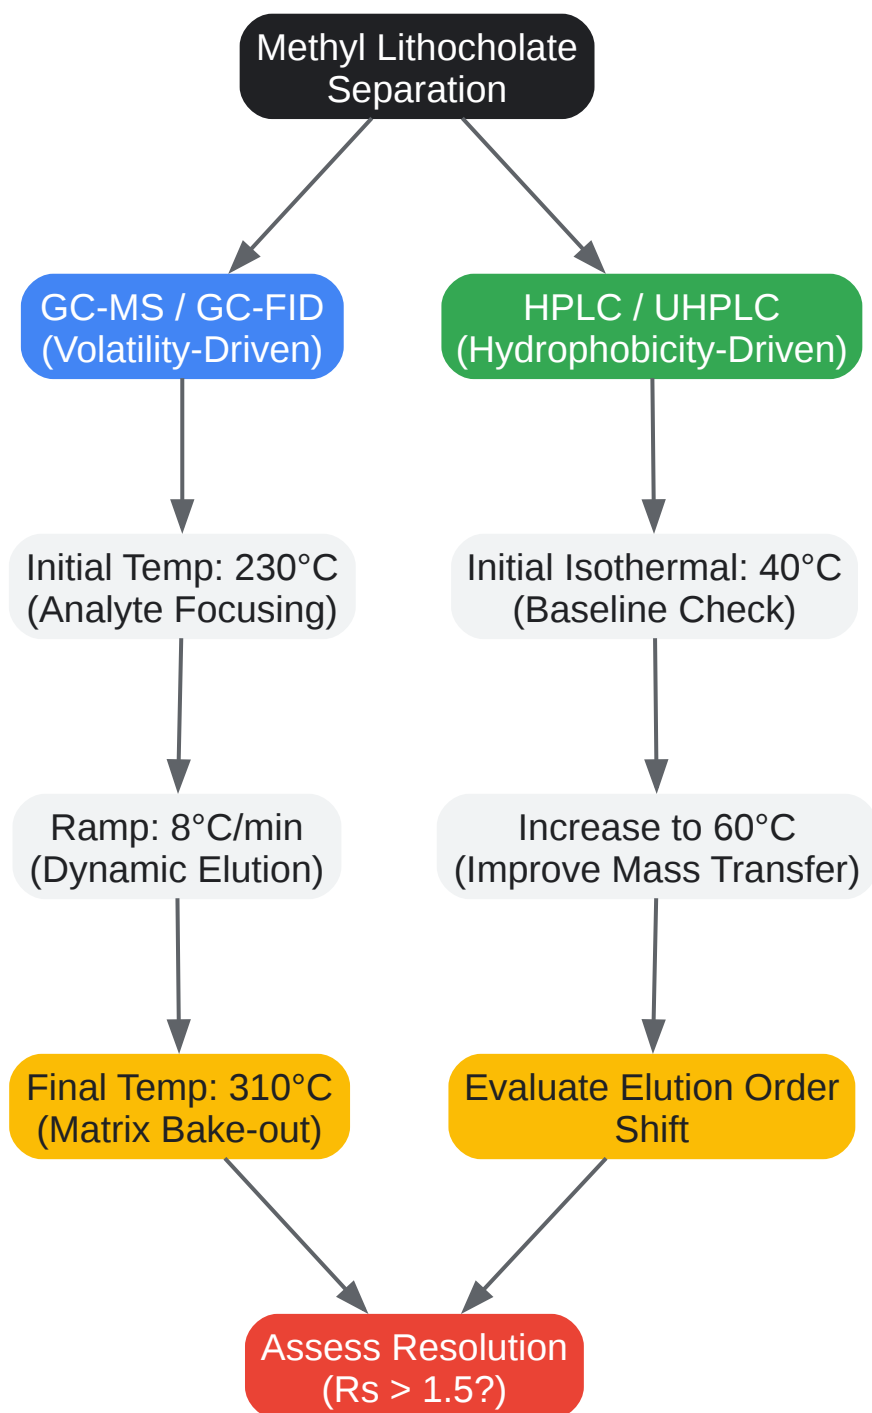 Methyl Lithocholate
Separation
GC-MS / GC-FID
(Volatility-Driven)
HPLC / UHPLC
(Hydrophobicity-Driven)
Initial Temp: 230°C
(Analyte Focusing)
Initial Isothermal: 40°C
(Baseline Check)
Ramp: 8°C/min
(Dynamic Elution)
Increase to 60°C
(Improve Mass Transfer)
Final Temp: 310°C
(Matrix Bake-out)
Evaluate Elution Order
Shift
Assess Resolution
(Rs > 1.5?)